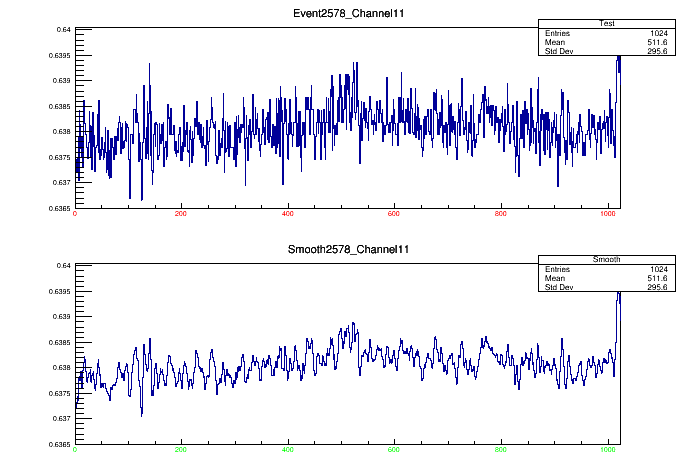 Event2578_Channel11
Test
Entries 1024
Mean 511.6
Std Dev 295.6
0.64
0.6395
0.639
0.6385
0.638
0.6375
0.637
0.6365
0 200 400 600 800 1000
Smooth2578_Channel11
Smooth
Entries 1024
Mean 511.6
Std Dev 295.6
0.64
0.6395
0.639
0.6385
0.638
0.6375
0.637
0.6365
0 200 400 600 800 1000